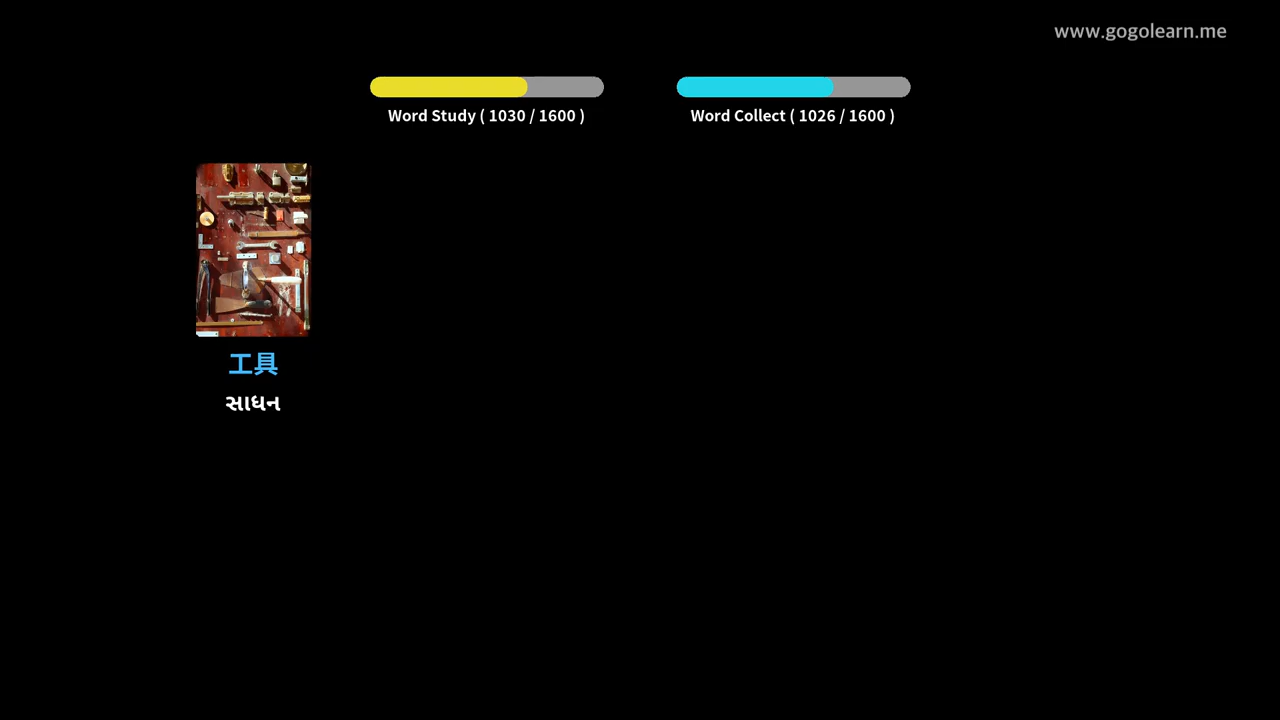 www.gogolearn.me
Word Study ( 1030 / 1600 )
Word Collect ( 1026 / 1600 )
工具
સાધન